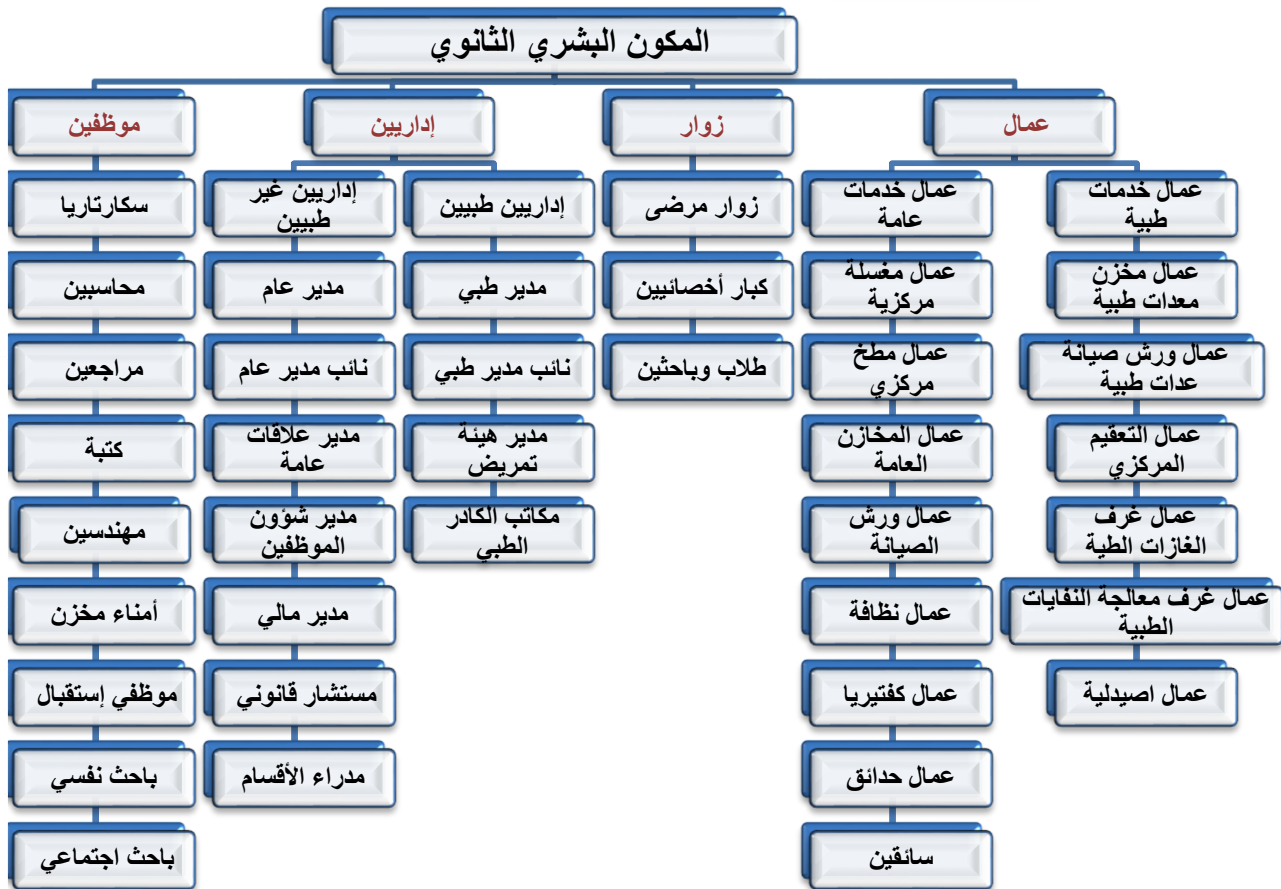 المكون البشري الثانوي
عمال
زوار
إداريين
موظفين
عمال خدمات
طبية
عمال مخزن
معدات طبية
عمال ورش صيانة
عدات طبية
عمال التعقيم
المركزي
عمال غرف
الغازات الطية
عمال غرف معالجة النفايات
الطبية
عمال اصيدلية
عمال خدمات
عامة
عمال مغسلة
مركزية
عمال مطخ
مركزي
عمال المخازن
العامة
عمال ورش
الصيانة
عمال نظافة
عمال كفتيريا
عمال حدائق
سائقين
زوار مرضى
كبار أخصائيين
طلاب وباحثين
إداريين طبيين
مدير طبي
نائب مدير طبي
مدير هيئة
تمريض
مكاتب الكادر
الطبي
إداريين غير
طبيين
مدير عام
نائب مدير عام
مدير علاقات
عامة
مدير شؤون
الموظفين
مدير مالي
مستشار قانوني
مدراء الأقسام
سكارتاريا
محاسبين
مراجعين
كتبة
مهندسين
أمناء مخزن
موظفي إستقبال
باحث نفسي
باحث اجتماعي